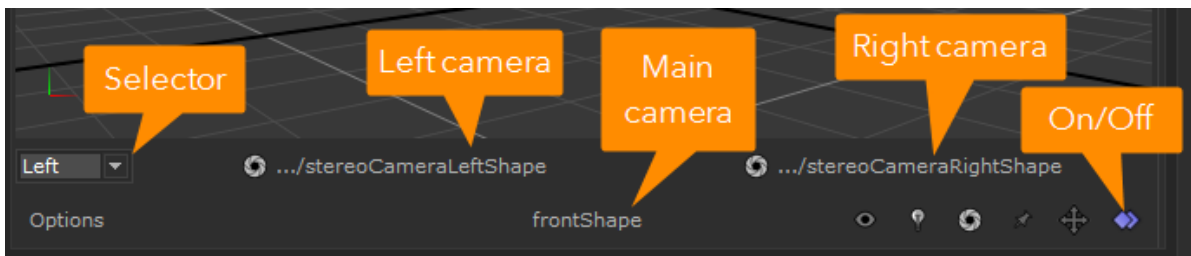 Selector
Left camera
Main
camera
Right camera
On/Off
Left
.../stereoCameraLeftShape
.../stereoCameraRightShape
Options
frontShape